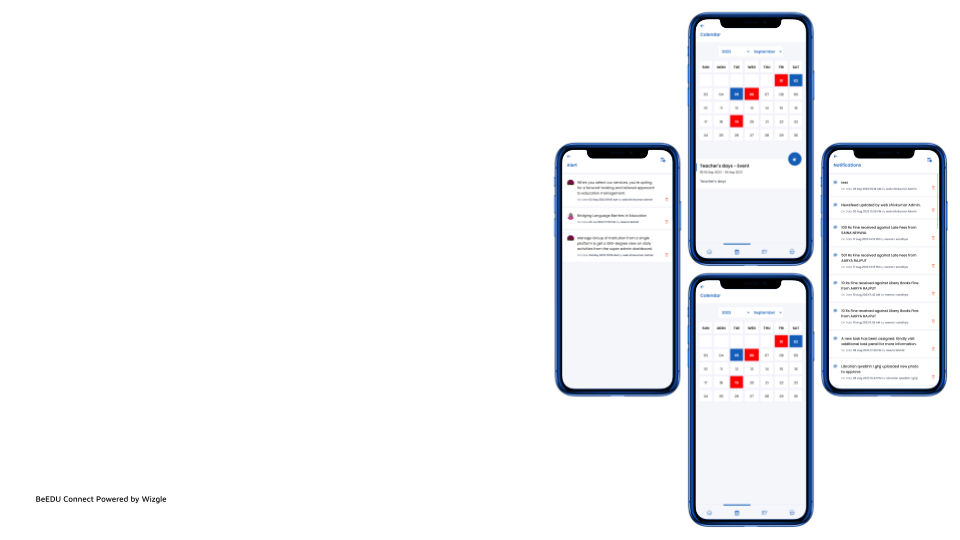 Calendar
2023 September
SUN MON TUE WED THU FRI SAT
01 02
03 04 05 06 07 08 09
10 11 12 13 14 15 16
17 18 19 20 21 22 23
24 25 26 27 28 29 30
Teacher's days - Event
Teacher's days
Alert
When you select our services, you're opting
for a forward thinking and tailored approach
to education management.
Bridging Language Barriers in Education
Manage Group of Institution from a single
platform to get a 360 degree view on daily
activities from the super admin dashboard.
Notifications
test
Newsfeed updated by web chickumar Admin.
100 Rs Fine received against Late Fees from
SAINA NEHWAL
501 Rs Fine received against Late Fees from
AARYA RAJPUT
10 Rs Fine received against Library Books Fine
from AARYA RAJPUT
10 Rs Fine received against Library Books Fine
from AARYA RAJPUT
A new task has been assigned. Kindly visit
additional task panel for more information.
uploaded new photo
to approve.
Calendar
2023 September
SUN MON TUE WED THU FRI SAT
01 02
03 04 05 06 07 08 09
10 11 12 13 14 15 16
17 18 19 20 21 22 23
24 25 26 27 28 29 30
BeEDU Connect Powered by Wizgle